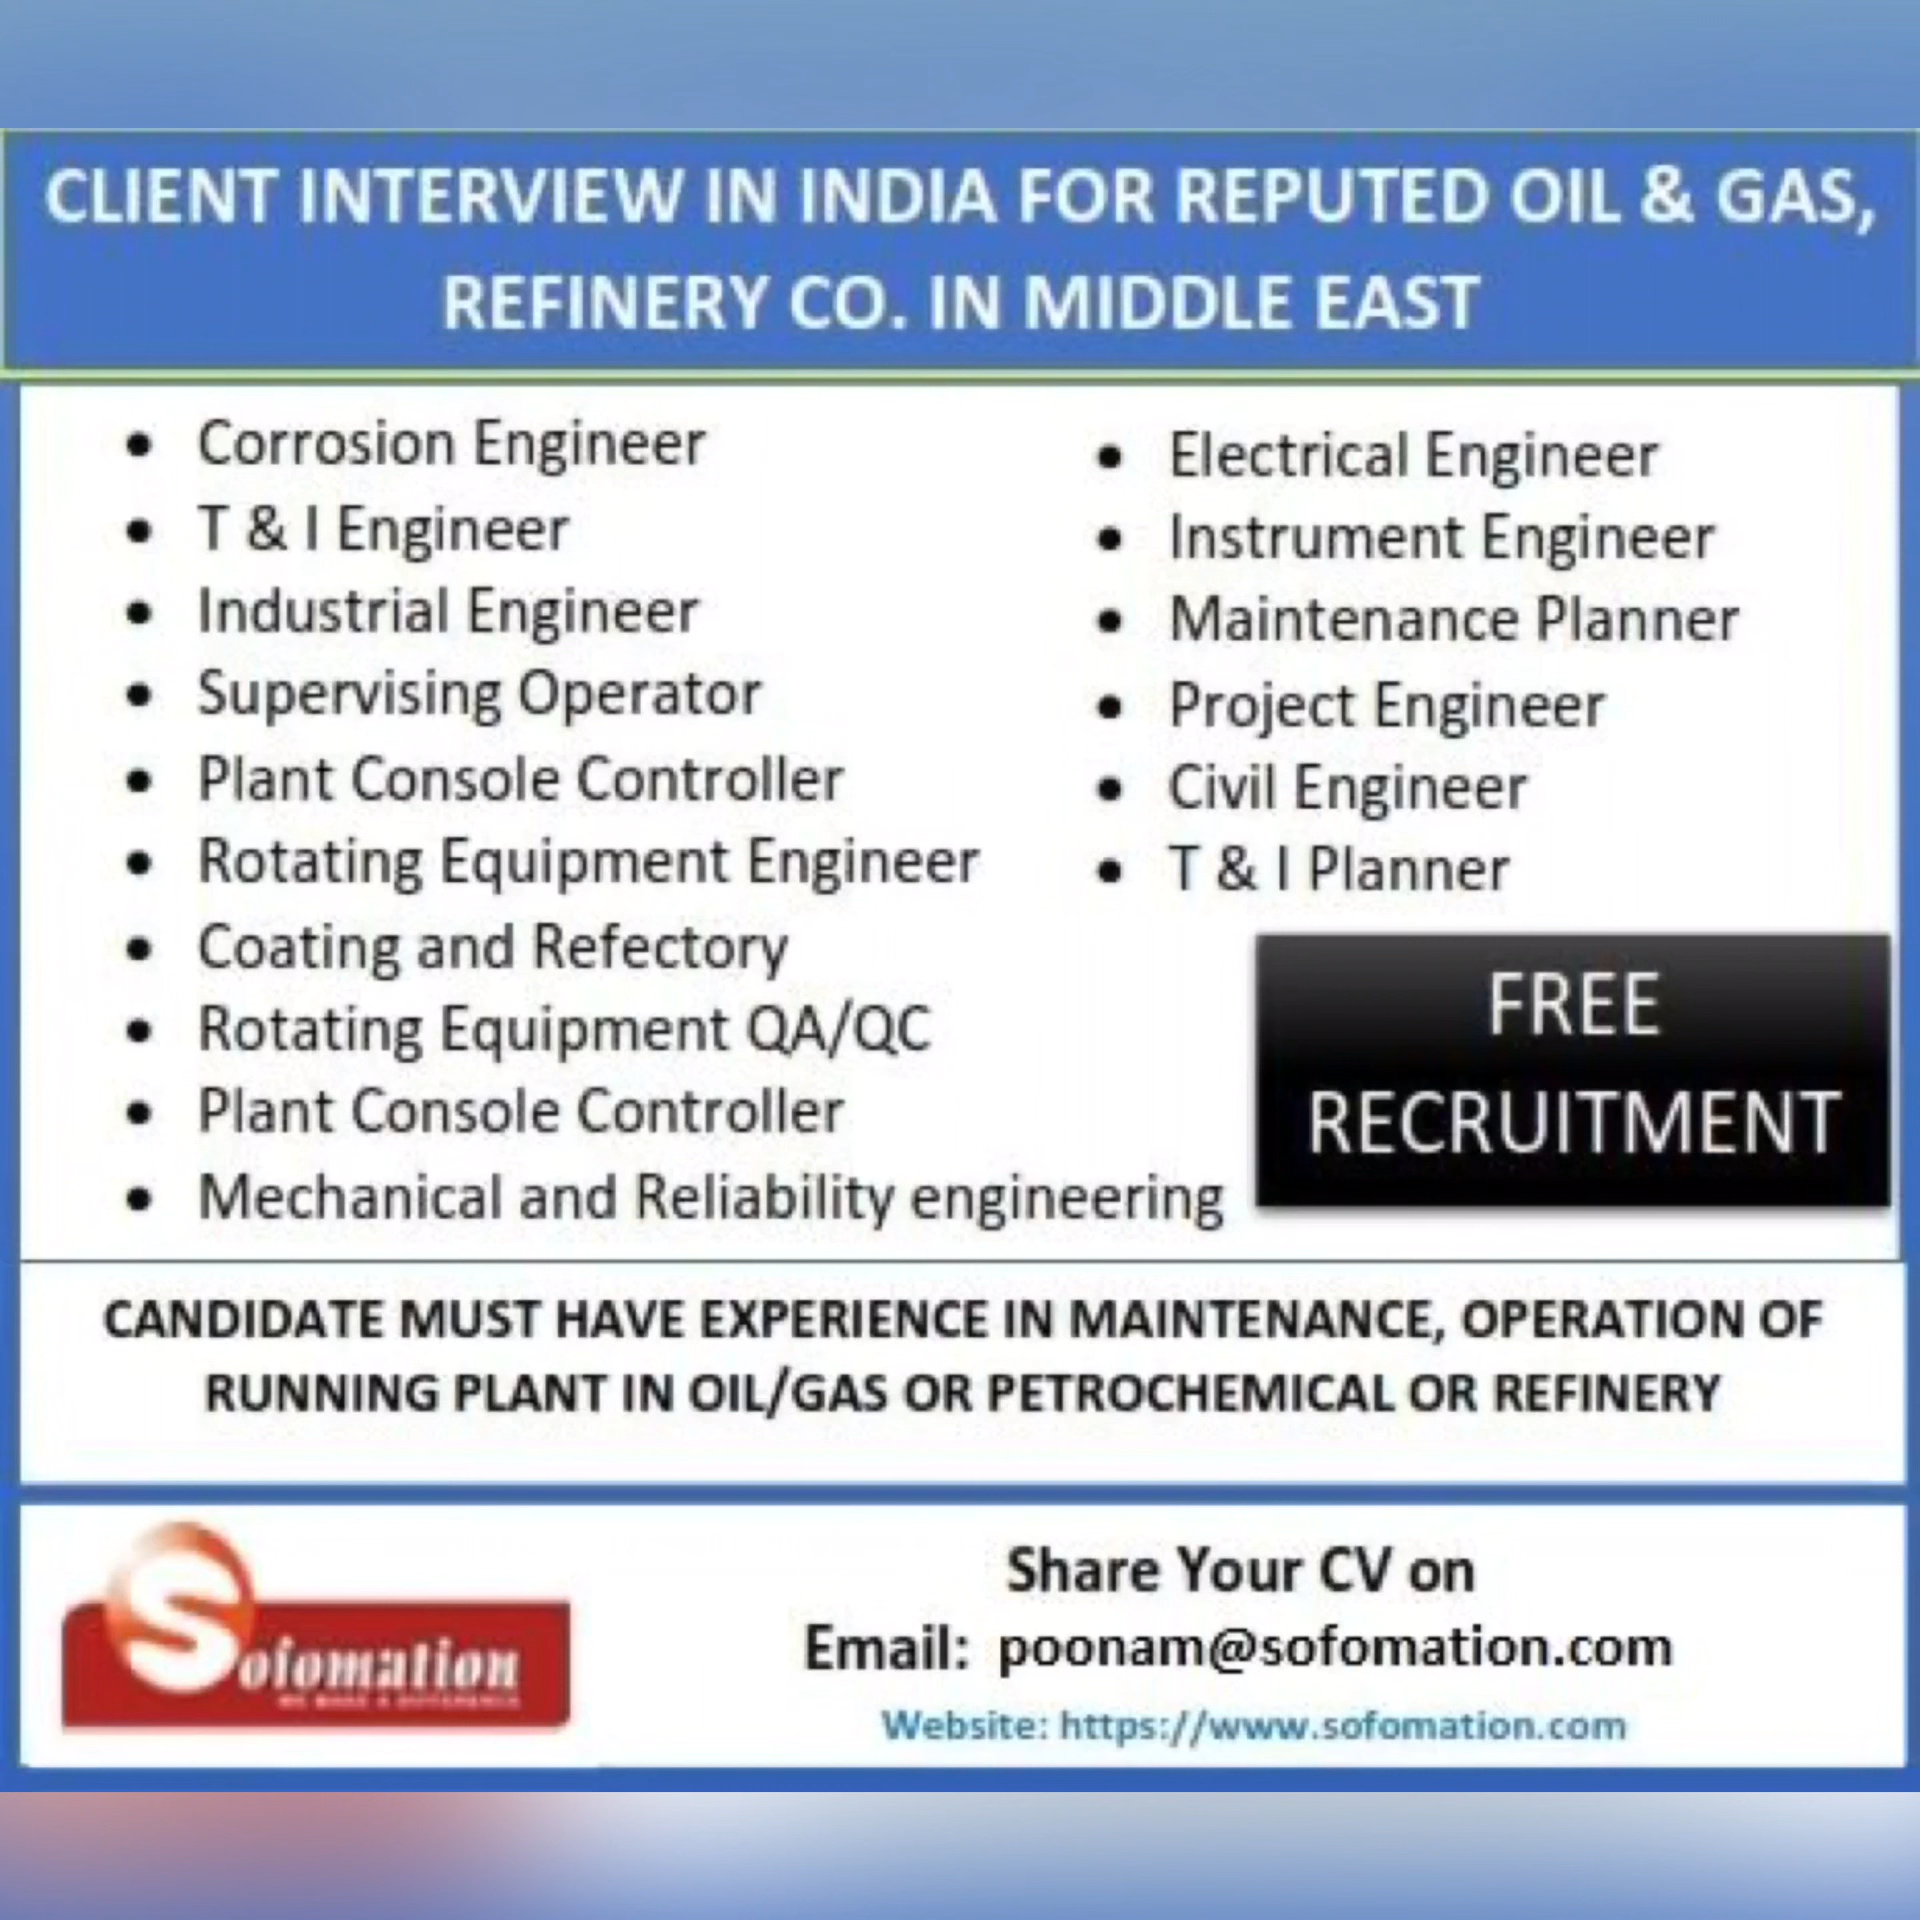 CLIENT INTERVIEW IN INDIA FOR REPUTED OIL & GAS,
REFINERY CO. IN MIDDLE EAST
• Corrosion Engineer
• T & I Engineer
• Industrial Engineer
• Supervising Operator
• Plant Console Controller
• Rotating Equipment Engineer
• Coating and Refectory
• Rotating Equipment QA/QC
• Plant Console Controller
• Mechanical and Reliability engineering
• Electrical Engineer
• Instrument Engineer
• Maintenance Planner
• Project Engineer
• Civil Engineer
• T & I Planner
FREE
RECRUITMENT
CANDIDATE MUST HAVE EXPERIENCE IN MAINTENANCE, OPERATION OF
RUNNING PLANT IN OIL/GAS OR PETROCHEMICAL OR REFINERY
Sofomation
WE MAKE A DIFFERENCE
Share Your CV on
Email: poonam@sofomation.com
Website: https://www.sofomation.com